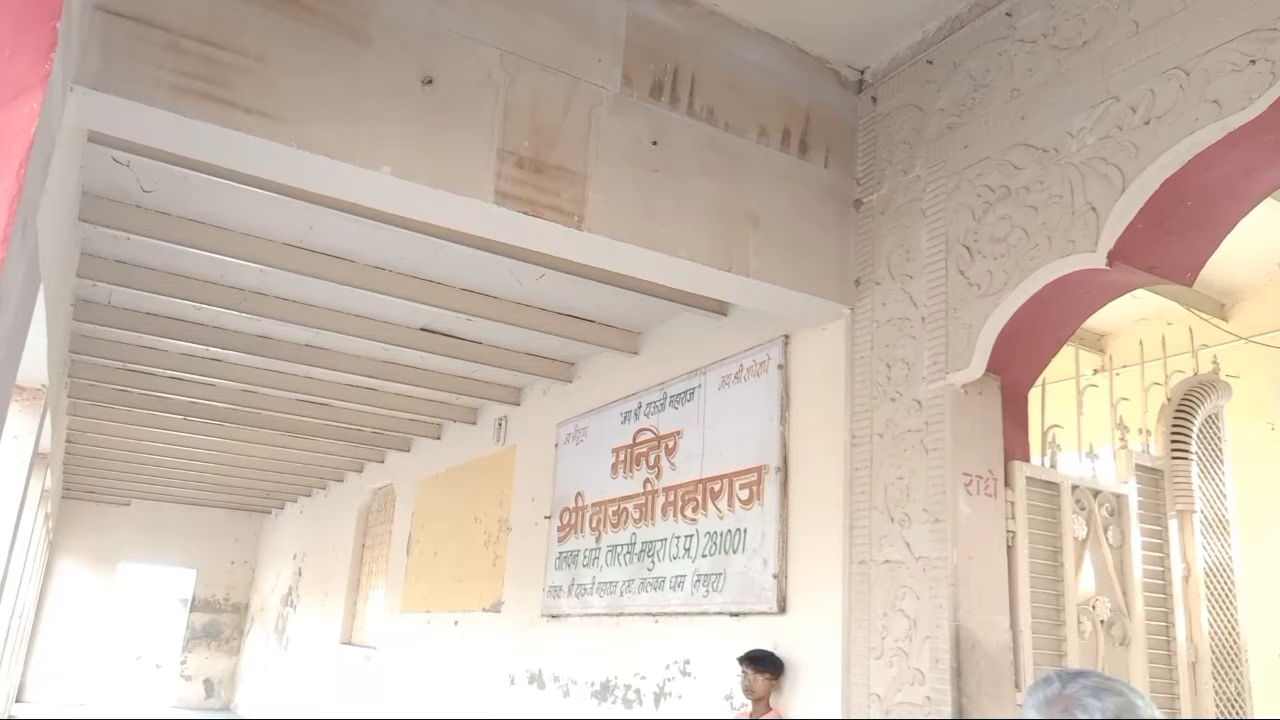 जय श्री राधेराधे
जय श्री दाऊजी महाराज
जय श्रीकृष्ण
मन्दिर
श्री दाऊजी महाराज
तालवन धाम, तारसी-मथुरा (उ.प्र.) 281001
श्री दाऊजी महाराज ट्रस्ट, तालवन धाम (मथुरा)
राधे